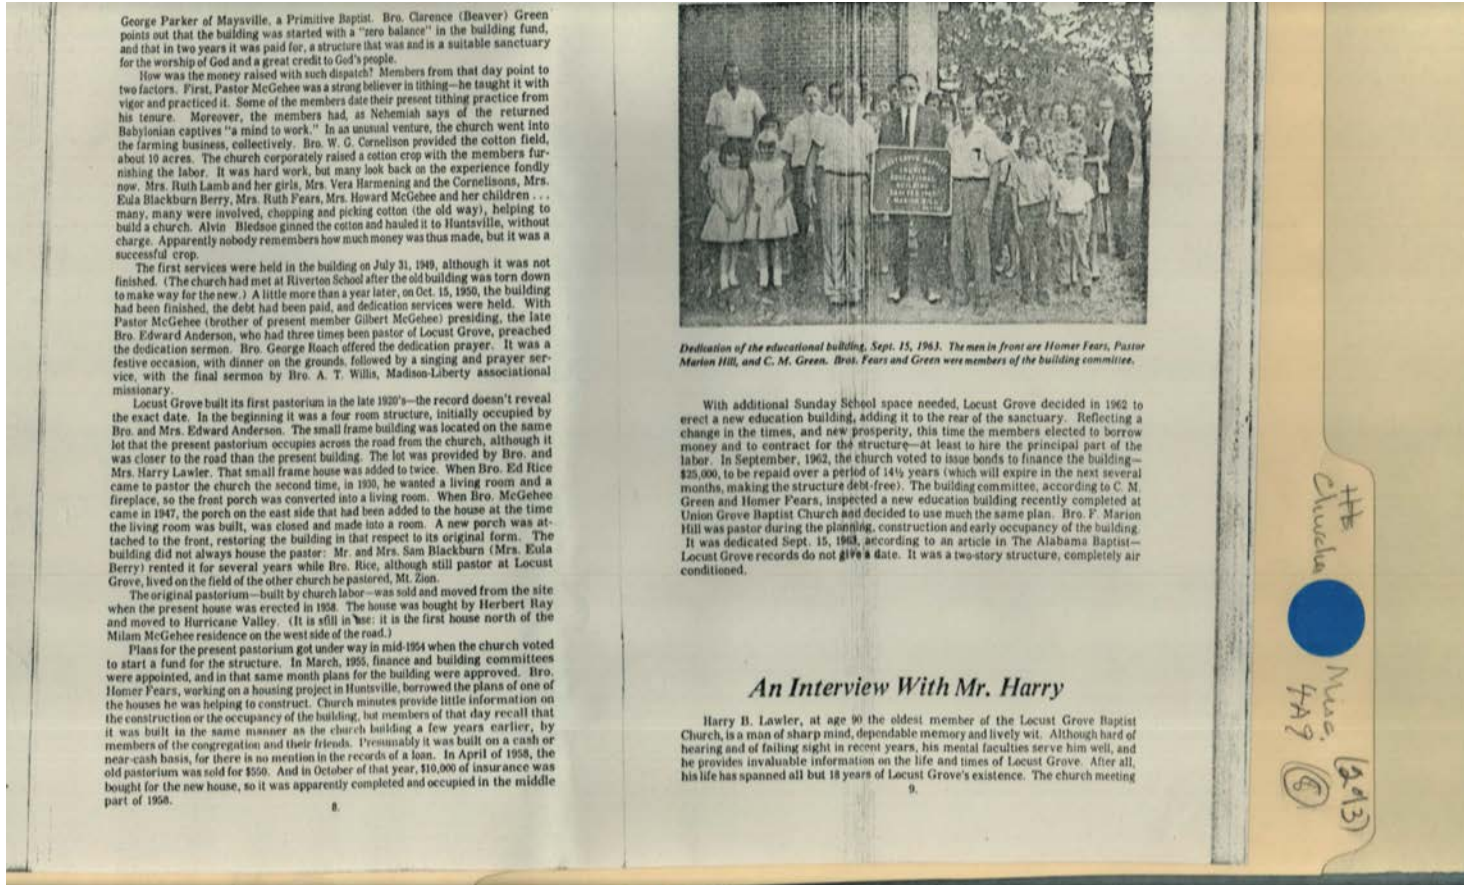 George Parker of Maysville, a Primitive Baptist. Bro. Clarence (Beaver) Green
points out that the building was started with a "zero balance" in the building fund,
and that in two years it was paid for, a structure that was and is a suitable sanctuary
for the worship of God and a great credit to God's people.
How was the money raised with such dispatch? Members from that day point to
two factors. First, Pastor McGehee was a strong believer in tithing—he taught it with
vigor and practiced it. Some of the members date their present tithing practice from
his tenure. Moreover, the members had, as Nehemiah says of the returned
Babylonian captives "a mind to work." In an unusual venture, the church went into
the farming business, collectively. Bro. W. G. Cornelison provided the cotton field,
about 10 acres. The church corporately raised a cotton crop with the members fur-
nishing the labor. It was hard work, but many look back on the experience fondly
now. Mrs. Ruth Lamb and her girls, Mrs. Vera Harmening and the Cornelisons, Mrs.
Eula Blackburn Berry, Mrs. Ruth Fears, Mrs. Howard McGehee and her children . . .
many, many were involved, chopping and picking cotton (the old way), helping to
build a church. Alvin Bledsoe ginned the cotton and hauled it to Huntsville, without
charge. Apparently nobody remembers how much money was thus made, but it was a
successful crop.
The first services were held in the building on July 31, 1949, although it was not
finished. (The church had met at Riverton School after the old building was torn down
to make way for the new.) A little more than a year later, on Oct. 15, 1950, the building
had been finished, the debt had been paid, and dedication services were held. With
Pastor McGehee (brother of present member Gilbert McGehee) presiding, the late
Bro. Edward Anderson, who had three times been pastor of Locust Grove, preached
the dedication sermon. Bro. George Roach offered the dedication prayer. It was a
festive occasion, with dinner on the grounds, followed by a singing and prayer ser-
vice, with the final sermon by Bro. A. T. Willis, Madison-Liberty associational
missionary.
Locust Grove built its first pastorium in the late 1920's—the record doesn't reveal
the exact date. In the beginning it was a four room structure, initially occupied by
Bro. and Mrs. Edward Anderson. The small frame building was located on the same
lot that the present pastorium occupies across the road from the church, although it
was closer to the road than the present building. The lot was provided by Bro. and
Mrs. Harry Lawler. That small frame house was added to twice. When Bro. Ed Rice
came to pastor the church the second time, in 1930, he wanted a living room and a
fireplace, so the front porch was converted into a living room. When Bro. McGehee
came in 1947, the porch on the east side that had been added to the house at the time
the living room was built, was closed and made into a room. A new porch was at-
tached to the front, restoring the building in that respect to its original form. The
building did not always house the pastor: Mr. and Mrs. Sam Blackburn (Mrs. Eula
Berry) rented it for several years while Bro. Rice, although still pastor at Locust
Grove, lived on the field of the other church he pastored, Mt. Zion.
The original pastorium—built by church labor—was sold and moved from the site
when the present house was erected in 1958. The house was bought by Herbert Ray
and moved to Hurricane Valley. (It is still in use: it is the first house north of the
Milam McGehee residence on the west side of the road.)
Plans for the present pastorium got under way in mid-1954 when the church voted
to start a fund for the structure. In March, 1955, finance and building committees
were appointed, and in that same month plans for the building were approved. Bro.
Homer Fears, working on a housing project in Huntsville, borrowed the plans of one of
the houses he was helping to construct. Church minutes provide little information on
the construction or the occupancy of the building, but members of that day recall that
it was built in the same manner as the church building a few years earlier, by
members of the congregation and their friends. Presumably it was built on a cash or
near-cash basis, for there is no mention in the records of a loan. In April of 1958, the
old pastorium was sold for $550. And in October of that year, $10,000 of insurance was
bought for the new house, so it was apparently completed and occupied in the middle
part of 1958.
8.
Dedication of the educational building, Sept. 15, 1963. The men in front are Homer Fears, Pastor
Marion Hill, and C. M. Green. Bros. Fears and Green were members of the building committee.
With additional Sunday School space needed, Locust Grove decided in 1962 to
erect a new education building, adding it to the rear of the sanctuary. Reflecting a
change in the times, and new prosperity, this time the members elected to borrow
money and to contract for the structure—at least to hire the principal part of the
labor. In September, 1962, the church voted to issue bonds to finance the building—
$25,000, to be repaid over a period of 14½ years (which will expire in the next several
months, making the structure debt-free). The building committee, according to C. M.
Green and Homer Fears, inspected a new education building recently completed at
Union Grove Baptist Church and decided to use much the same plan. Bro. F. Marion
Hill was pastor during the planning, construction and early occupancy of the building.
It was dedicated Sept. 15, 1963, according to an article in The Alabama Baptist—
Locust Grove records do not give a date. It was a two-story structure, completely air
conditioned.
An Interview With Mr. Harry
Harry B. Lawler, at age 90 the oldest member of the Locust Grove Baptist
Church, is a man of sharp mind, dependable memory and lively wit. Although hard of
hearing and of failing sight in recent years, his mental faculties serve him well, and
he provides invaluable information on the life and times of Locust Grove. After all,
his life has spanned all but 18 years of Locust Grove's existence. The church meeting
9.
Churches
Misc. (2d3)
(8)